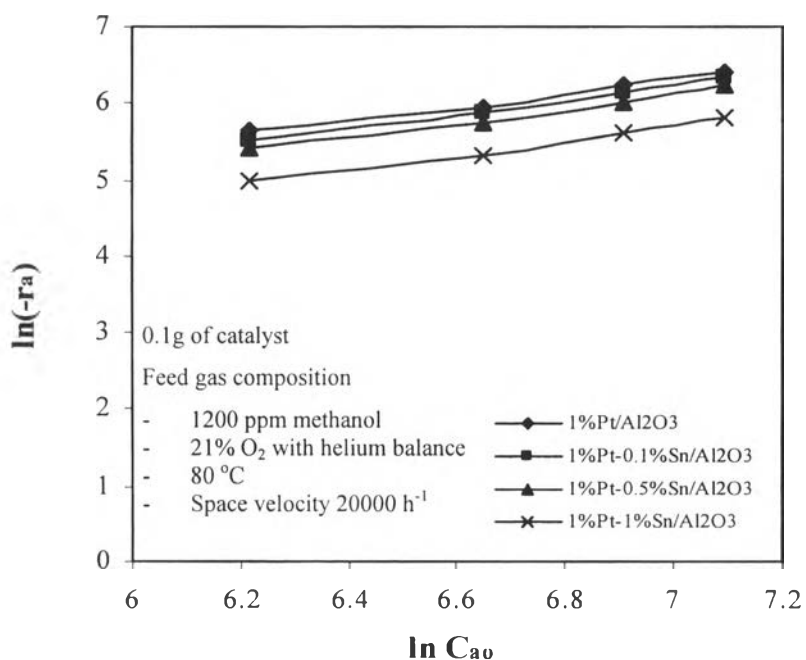 7
6
5
4
3
2
1
0
ln(-ra)
0.1g of catalyst
Feed gas composition
- 1200 ppm methanol
- 21% O2 with helium balance
- 80 °C
- Space velocity 20000 h-1
1%Pt/Al2O3
1%Pt-0.1%Sn/Al2O3
1%Pt-0.5%Sn/Al2O3
1%Pt-1%Sn/Al2O3
6 6.2 6.4 6.6 6.8 7 7.2
ln Cao